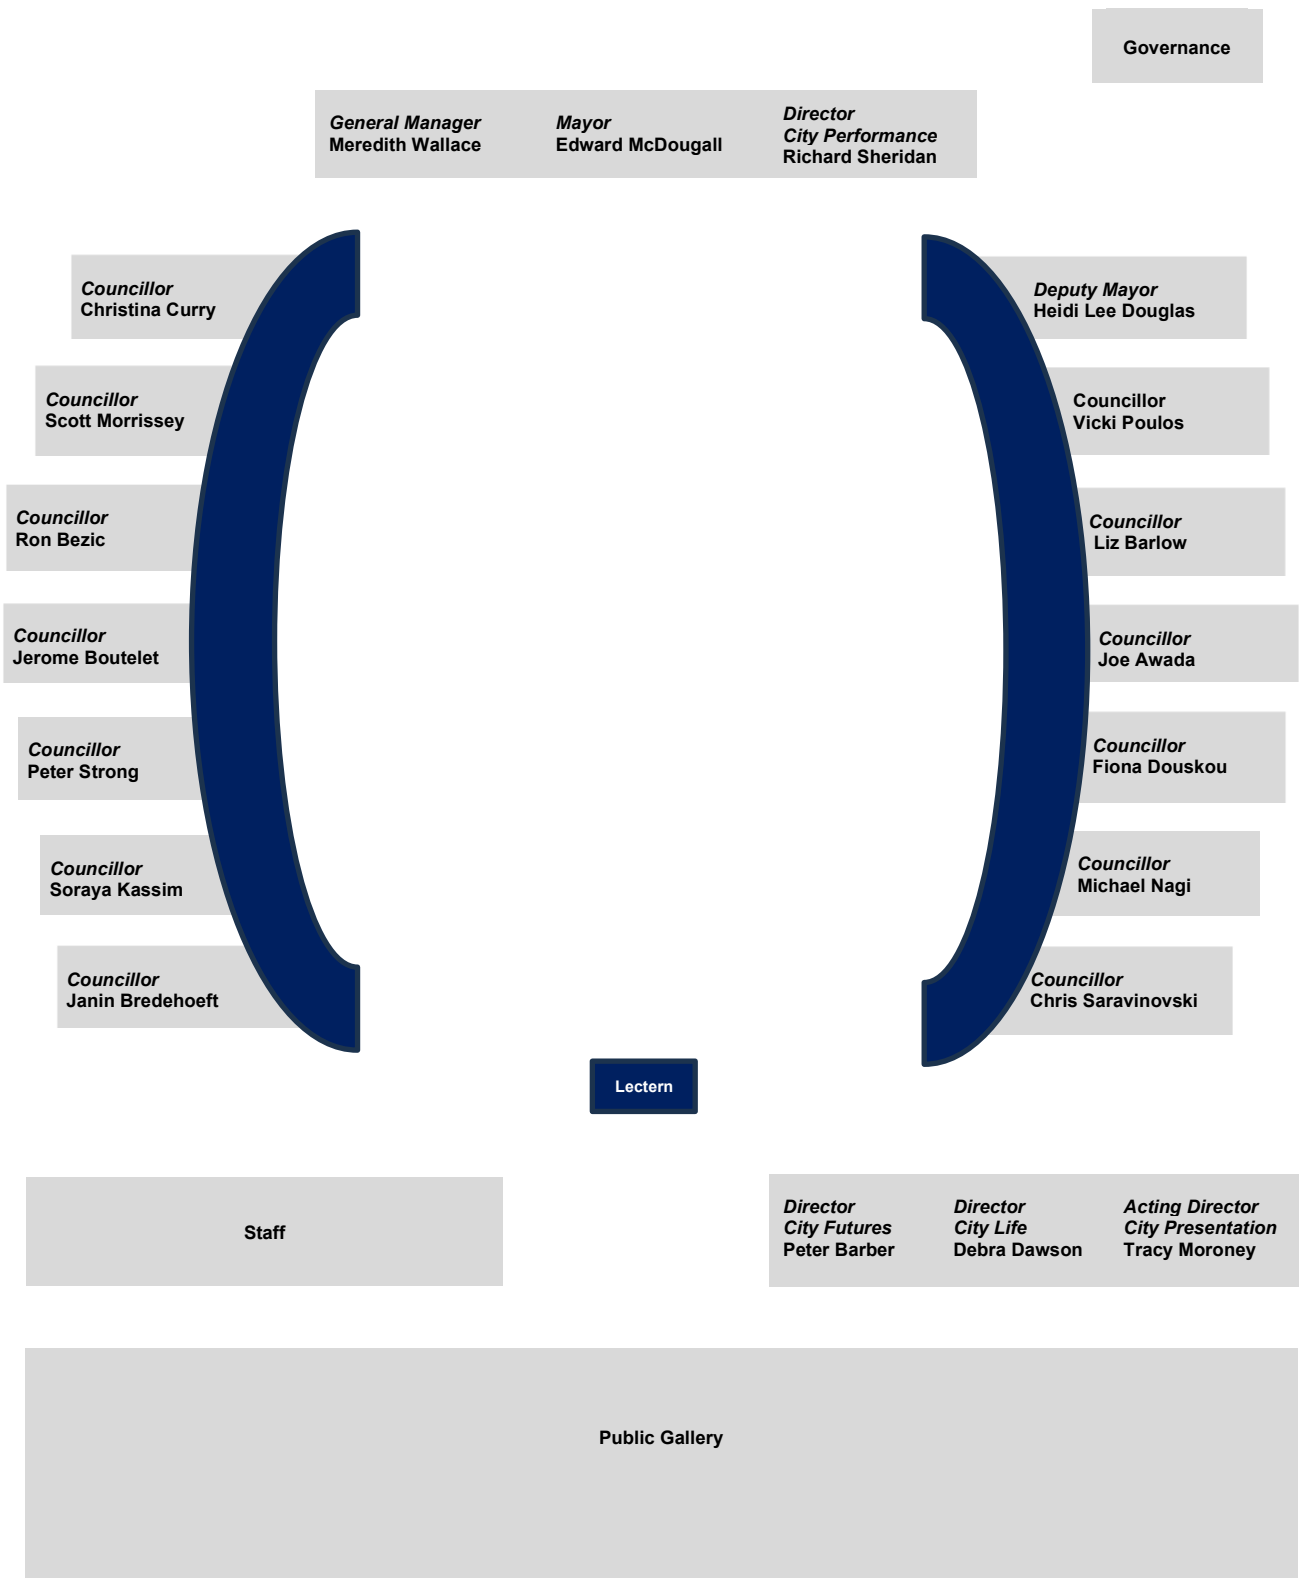 Governance
General Manager
Meredith Wallace
Mayor
Edward McDougall
Director
City Performance
Richard Sheridan
Councillor
Christina Curry
Deputy Mayor
Heidi Lee Douglas
Councillor
Scott Morrissey
Councillor
Vicki Poulos
Councillor
Ron Bezic
Councillor
Liz Barlow
Councillor
Jerome Boutelet
Councillor
Joe Awada
Councillor
Peter Strong
Councillor
Fiona Douskou
Councillor
Soraya Kassim
Councillor
Michael Nagi
Councillor
Janin Bredehoeft
Councillor
Chris Saravinovski
Lectern
Staff
Director
City Futures
Peter Barber
Director
City Life
Debra Dawson
Acting Director
City Presentation
Tracy Moroney
Public Gallery